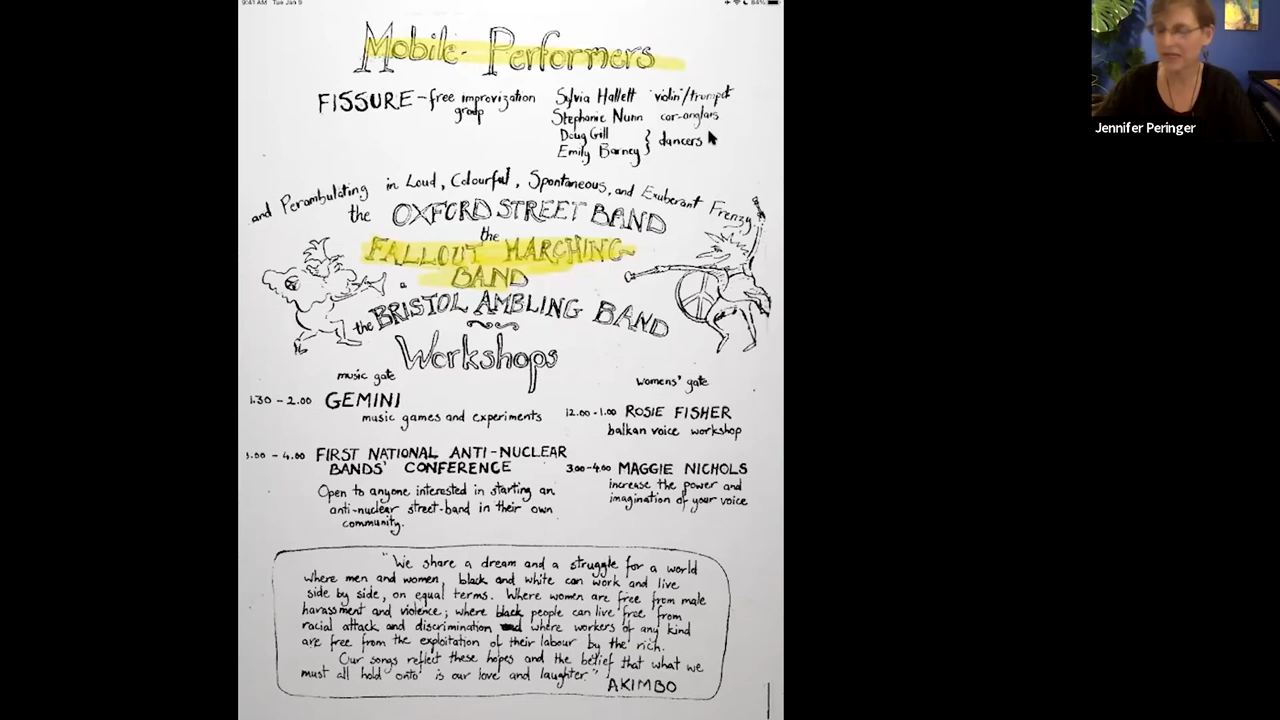 9:41 AM Tue Jan 9
84%
Mobile Performers
FISSURE - free improvization group
Sylvia Hallett violin/trumpet
Stephanie Nunn cor-anglais
Doug Gill
Emily Barney } dancers
and Perambulating in Loud, Colourful, Spontaneous, and Exuberant Frenzy
the OXFORD STREET BAND
the
FALLOUT MARCHING
BAND
the BRISTOL AMBLING BAND
Workshops
music gate
1.30 - 2.00 GEMINI
music games and experiments
.00 - 4.00 FIRST NATIONAL ANTI-NUCLEAR
BANDS' CONFERENCE
Open to anyone interested in starting an
anti-nuclear street-band in their own
community.
womens' gate
12.00 - 1.00 ROSIE FISHER
balkan voice workshop
3.00-4.00 MAGGIE NICHOLS
increase the power and
imagination of your voice
"We share a dream and a struggle for a world
where men and women, black and white can work and live
side by side, on equal terms. Where women are free from male
harassment and violence; where black people can live free from
racial attack and discrimination and where workers of any kind
are free from the exploitation of their labour by the rich.
Our songs reflect these hopes and the belief that what we
must all hold onto is our love and laughter."
AKIMBO
Jennifer Peringer